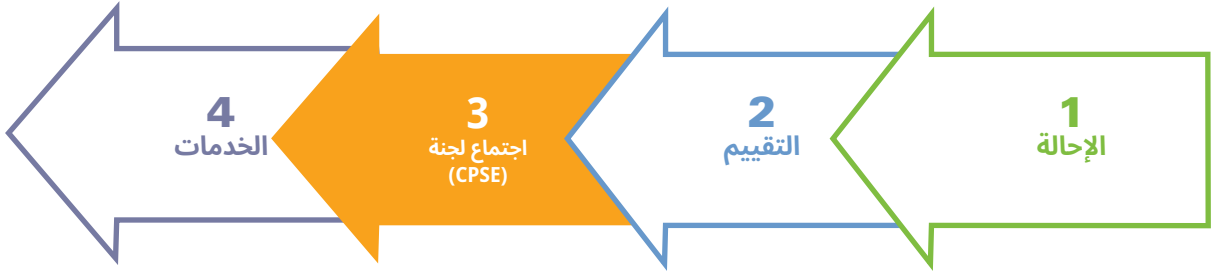 1
الإحالة
2
التقييم
3
اجتماع لجنة
(CPSE)
4
الخدمات